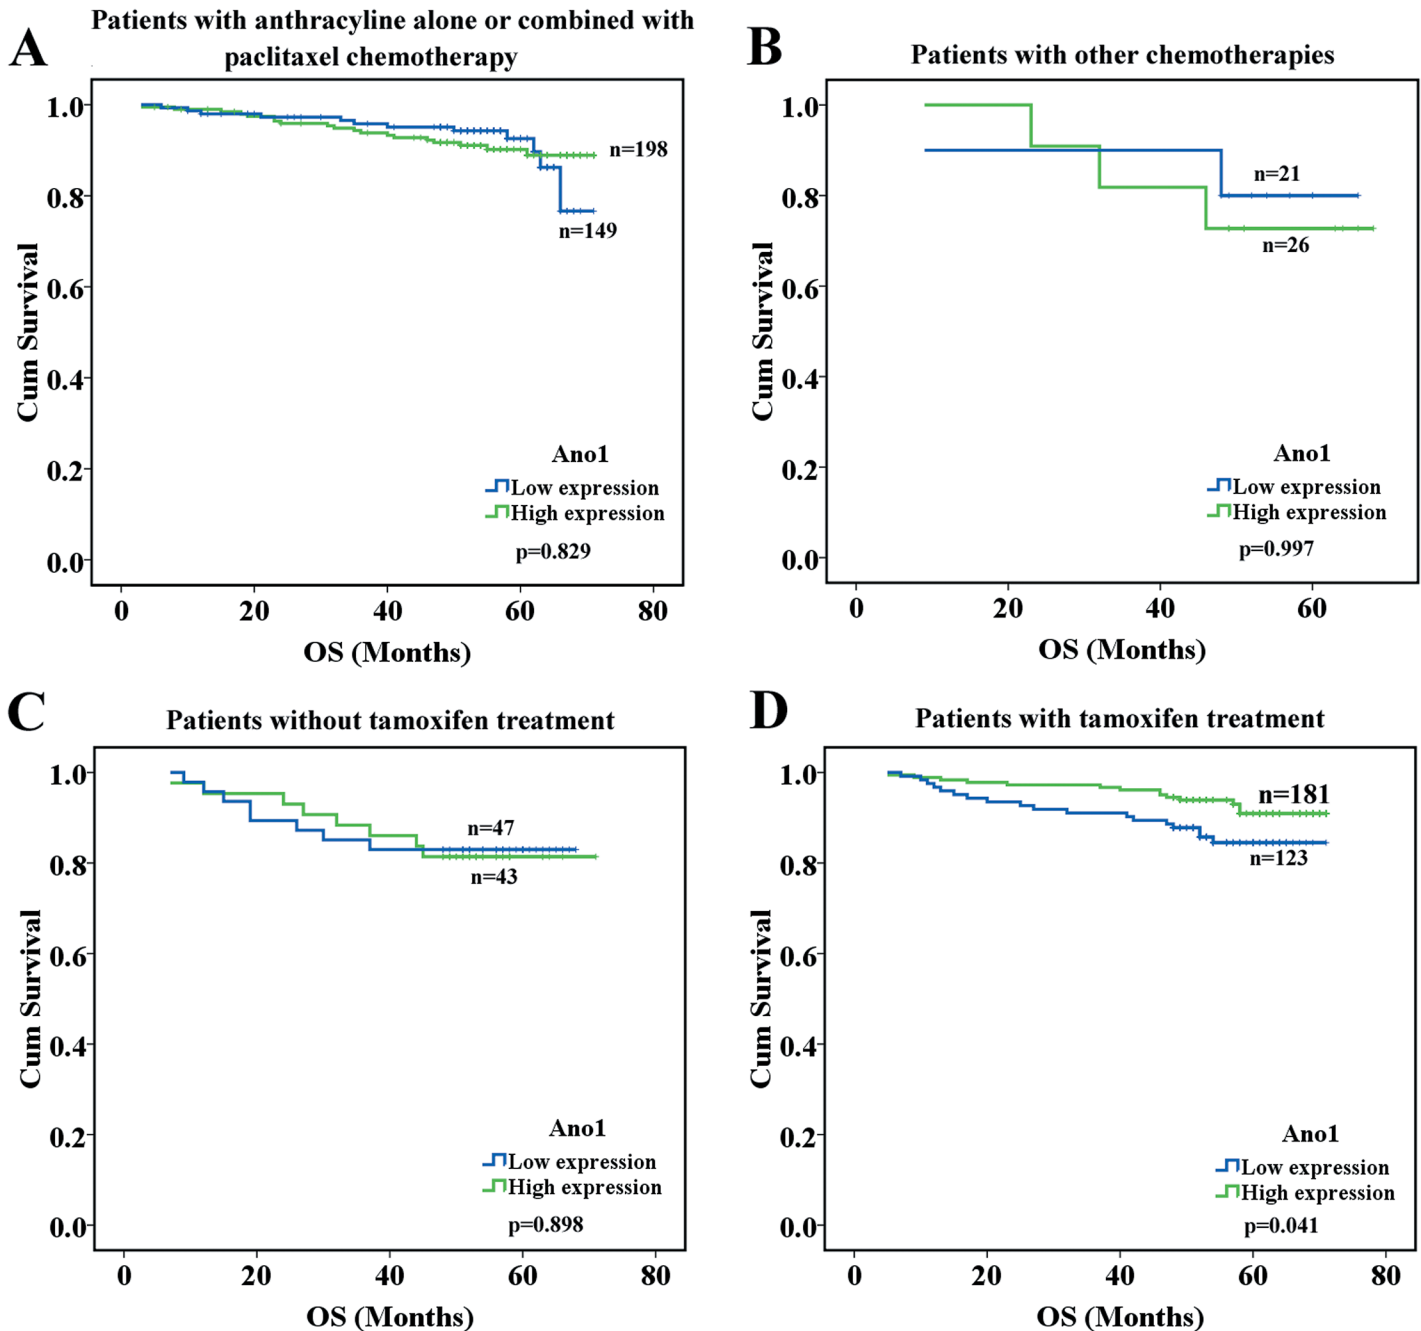 A
Patients with anthracyline alone or combined with
paclitaxel chemotherapy
1.0
0.8
0.6
0.4
0.2
0.0
Cum Survival
n=198
n=149
Ano1
Low expression
High expression
p=0.829
0 20 40 60 80
OS (Months)
B
Patients with other chemotherapies
1.0
0.8
0.6
0.4
0.2
0.0
Cum Survival
n=21
n=26
Ano1
Low expression
High expression
p=0.997
0 20 40 60
OS (Months)
C
Patients without tamoxifen treatment
1.0
0.8
0.6
0.4
0.2
0.0
Cum Survival
n=47
n=43
Ano1
Low expression
High expression
p=0.898
0 20 40 60 80
OS (Months)
D
Patients with tamoxifen treatment
1.0
0.8
0.6
0.4
0.2
0.0
Cum Survival
n=181
n=123
Ano1
Low expression
High expression
p=0.041
0 20 40 60 80
OS (Months)